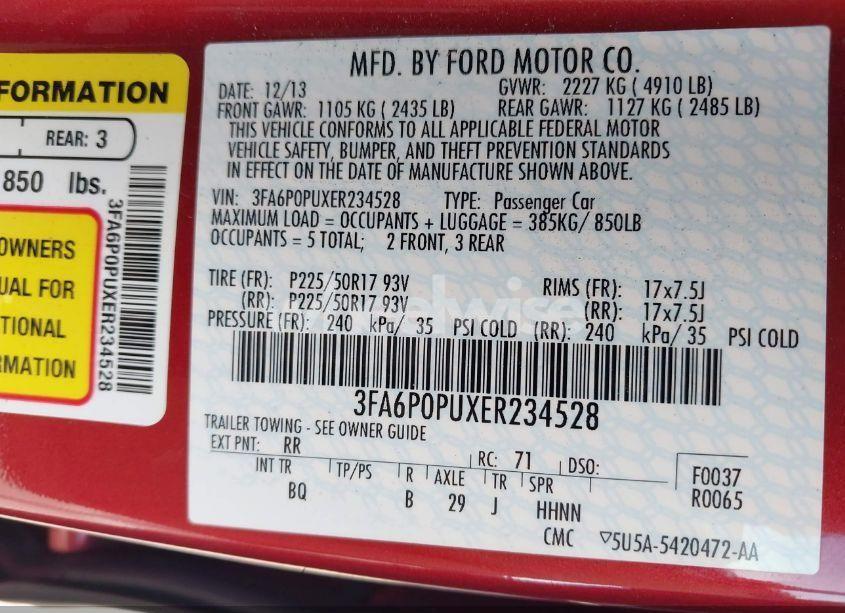 FORMATION
REAR: 3
850 lbs.
OWNERS
UAL FOR
TIONAL
RMATION
3FA6P0PUXER234528
MFD. BY FORD MOTOR CO.
DATE: 12/13 GVWR: 2227 KG ( 4910 LB)
FRONT GAWR: 1105 KG ( 2435 LB) REAR GAWR: 1127 KG ( 2485 LB)
THIS VEHICLE CONFORMS TO ALL APPLICABLE FEDERAL MOTOR
VEHICLE SAFETY, BUMPER, AND THEFT PREVENTION STANDARDS
IN EFFECT ON THE DATE OF MANUFACTURE SHOWN ABOVE.
VIN: 3FA6P0PUXER234528 TYPE: Passenger Car
MAXIMUM LOAD = OCCUPANTS + LUGGAGE = 385KG/ 850LB
OCCUPANTS = 5 TOTAL; 2 FRONT, 3 REAR
TIRE (FR): P225/50R17 93V RIMS (FR): 17x7.5J
(RR): P225/50R17 93V (RR): 17x7.5J
PRESSURE (FR): 240 kPa/ 35 PSI COLD (RR): 240 kPa/ 35 PSI COLD
3FA6P0PUXER234528
TRAILER TOWING - SEE OWNER GUIDE
EXT PNT: RR RC: 71 DSO: F0037
INT TR TP/PS R AXLE TR SPR R0065
BQ B 29 J HHNN
CMC ▽5U5A-5420472-AA